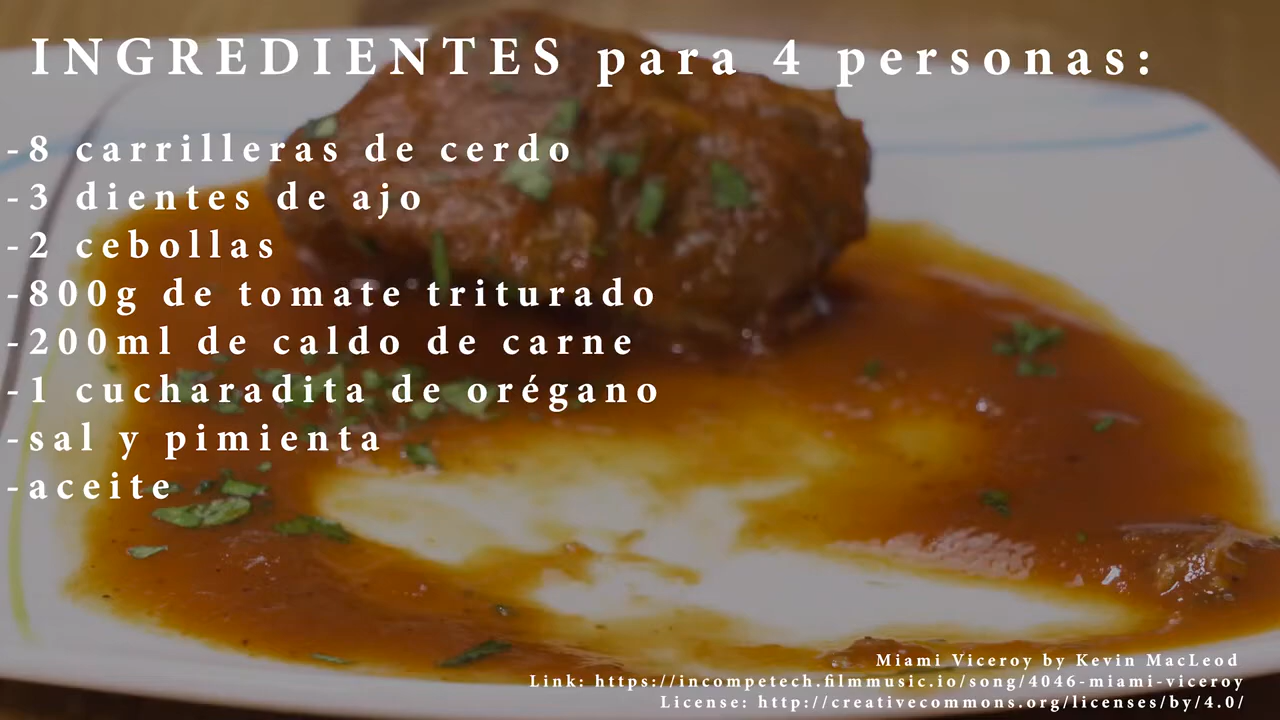 INGREDIENTES para 4 personas:
-8 carrilleras de cerdo
-3 dientes de ajo
-2 cebollas
-800g de tomate triturado
-200ml de caldo de carne
-1 cucharadita de orégano
-sal y pimienta
-aceite
Miami Viceroy by Kevin MacLeod
Link: https://incompetech.filmmusic.io/song/4046-miami-viceroy
License: http://creativecommons.org/licenses/by/4.0/